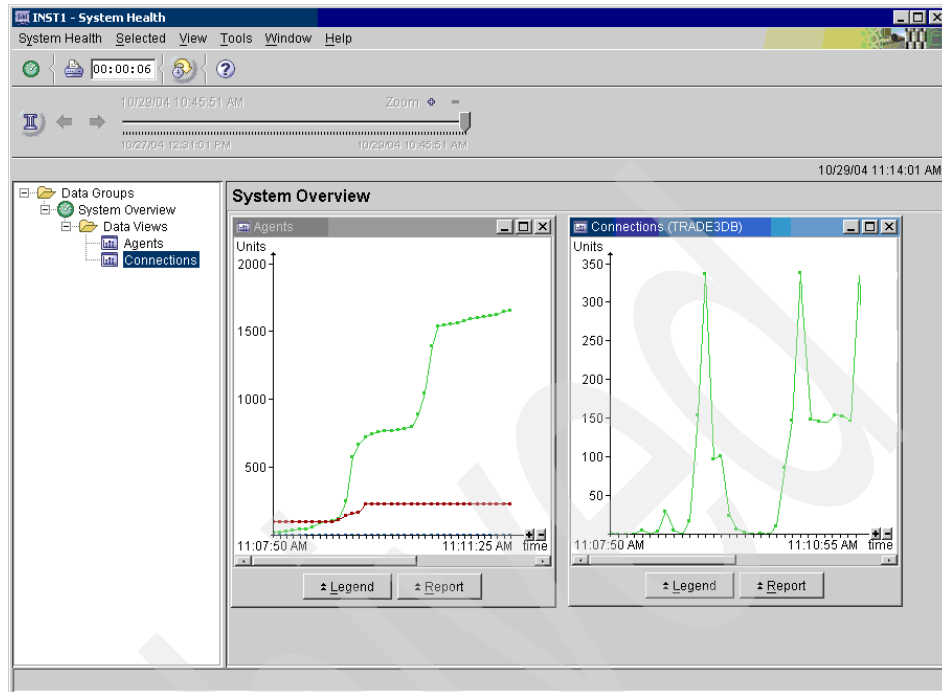 INST1 - System Health
System Health Selected View Tools Window Help
00:00:06
10/29/04 10:45:51 AM Zoom
10/27/04 12:31:01 PM 10/29/04 10:45:51 AM
10/29/04 11:14:01 AM
Data Groups
System Overview
Data Views
Agents
Connections
System Overview
Agents
Units
2000
1500
1000
500
11:07:50 AM 11:11:25 AM time
Legend Report
Connections (TRADE3DB)
Units
350
300
250
200
150
100
50
11:07:50 AM 11:10:55 AM time
Legend Report